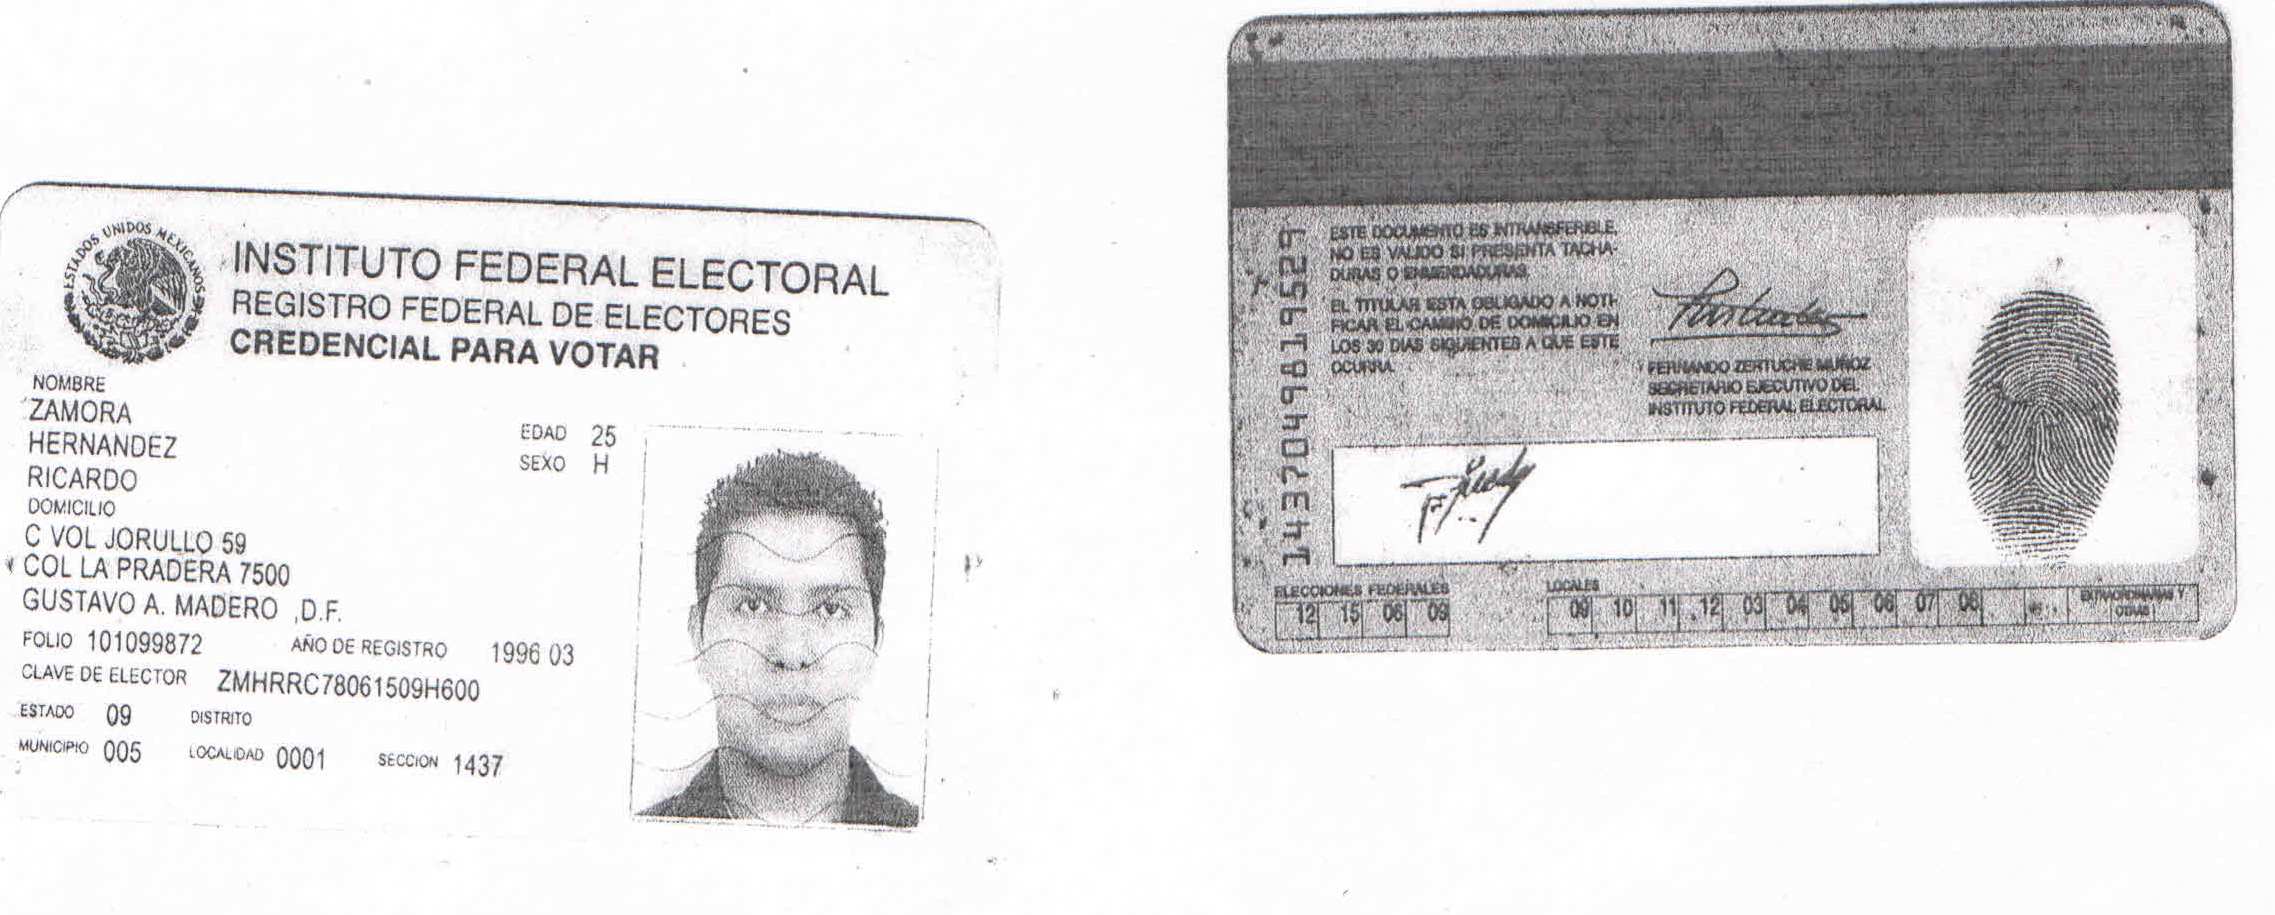 ESTADOS UNIDOS MEXICANOS
INSTITUTO FEDERAL ELECTORAL
REGISTRO FEDERAL DE ELECTORES
CREDENCIAL PARA VOTAR
NOMBRE
ZAMORA
HERNANDEZ
RICARDO
EDAD 25
SEXO H
DOMICILIO
C VOL JORULLO 59
COL LA PRADERA 7500
GUSTAVO A. MADERO ,D.F.
FOLIO 101099872 AÑO DE REGISTRO 1996 03
CLAVE DE ELECTOR ZMHRRC78061509H600
ESTADO 09 DISTRITO
MUNICIPIO 005 LOCALIDAD 0001 SECCION 1437
1437049819529
ESTE DOCUMENTO ES INTRANSFERIBLE,
NO ES VALIDO SI PRESENTA TACHA-
DURAS O ENMENDADURAS.
EL TITULAR ESTA OBLIGADO A NOTI-
FICAR EL CAMBIO DE DOMICILIO EN
LOS 30 DIAS SIGUIENTES A QUE ESTE
OCURRA.
FERNANDO ZERTUCHE MUÑOZ
SECRETARIO EJECUTIVO DEL
INSTITUTO FEDERAL ELECTORAL
ELECCIONES FEDERALES
12 15 06 09
LOCALES
09 10 11 12 03 04 05 06 07 08
EXTRAORDINARIAS Y
OTRAS